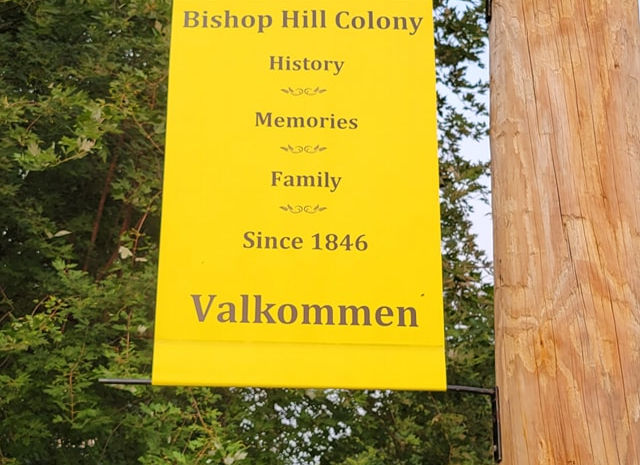 Bishop Hill Colony
History
Memories
Family
Since 1846
Valkommen